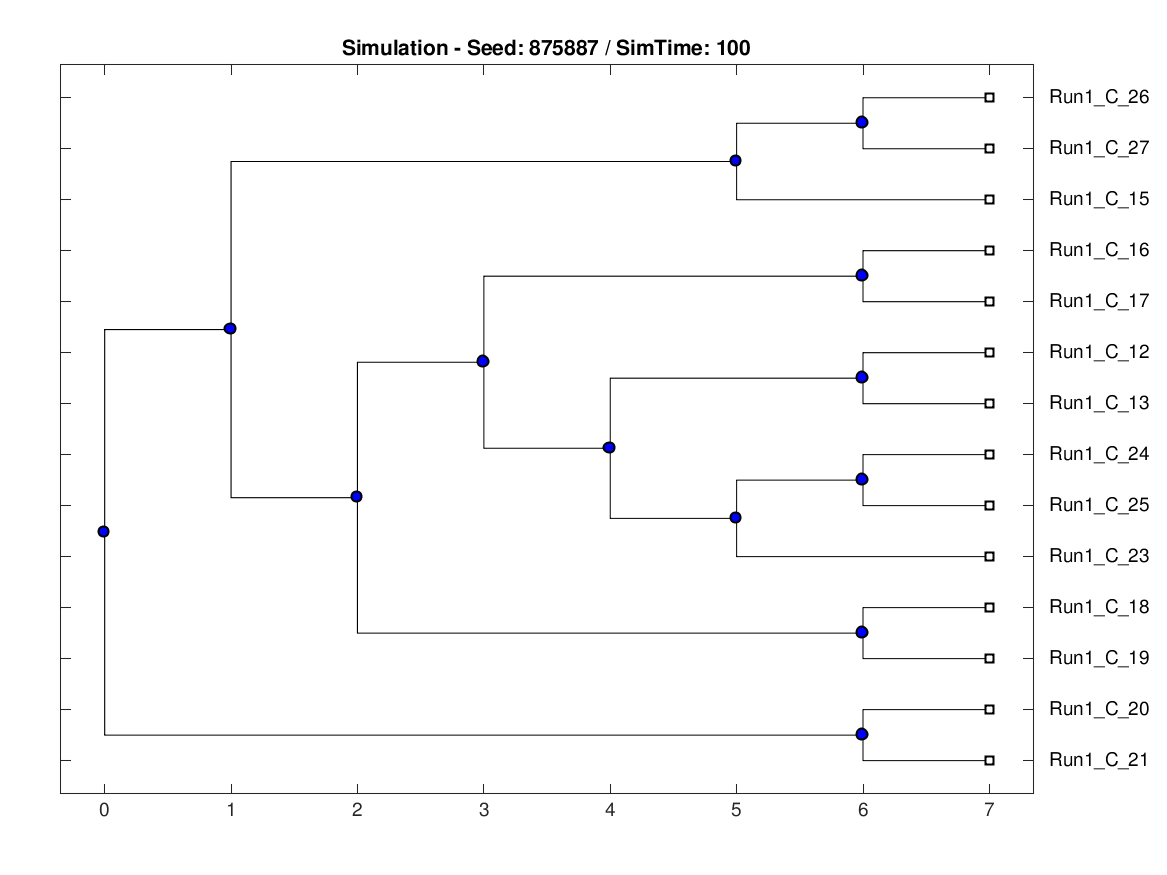 Simulation - Seed: 875887 / SimTime: 100
Run1_C_26
Run1_C_27
Run1_C_15
Run1_C_16
Run1_C_17
Run1_C_12
Run1_C_13
Run1_C_24
Run1_C_25
Run1_C_23
Run1_C_18
Run1_C_19
Run1_C_20
Run1_C_21
0 1 2 3 4 5 6 7